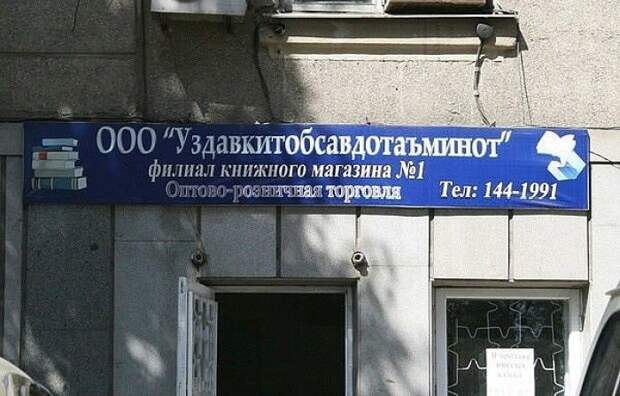 ООО "Уздавкитобсавдотаъминот"
филиал книжного магазина №1
Оптово-розничная торговля
Тел: 144-1991